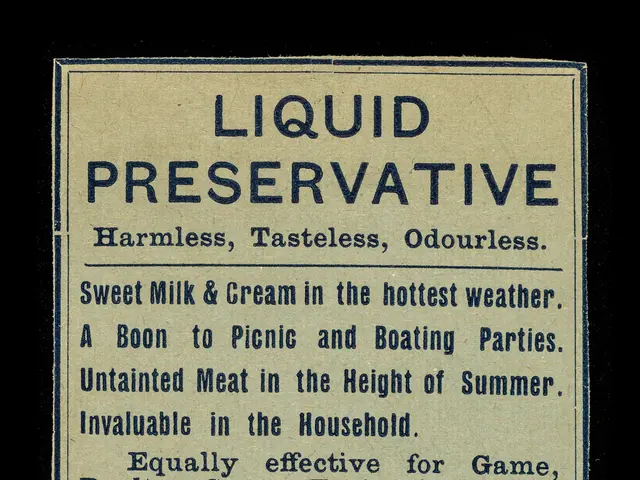 LIQUID
PRESERVATIVE
Harmless, Tasteless, Odourless.
Sweet Milk & Cream in the hottest weather.
A Boon to Picnic and Boating Parties.
Untainted Meat in the Height of Summer.
Invaluable in the Household.
Equally effective for Game,